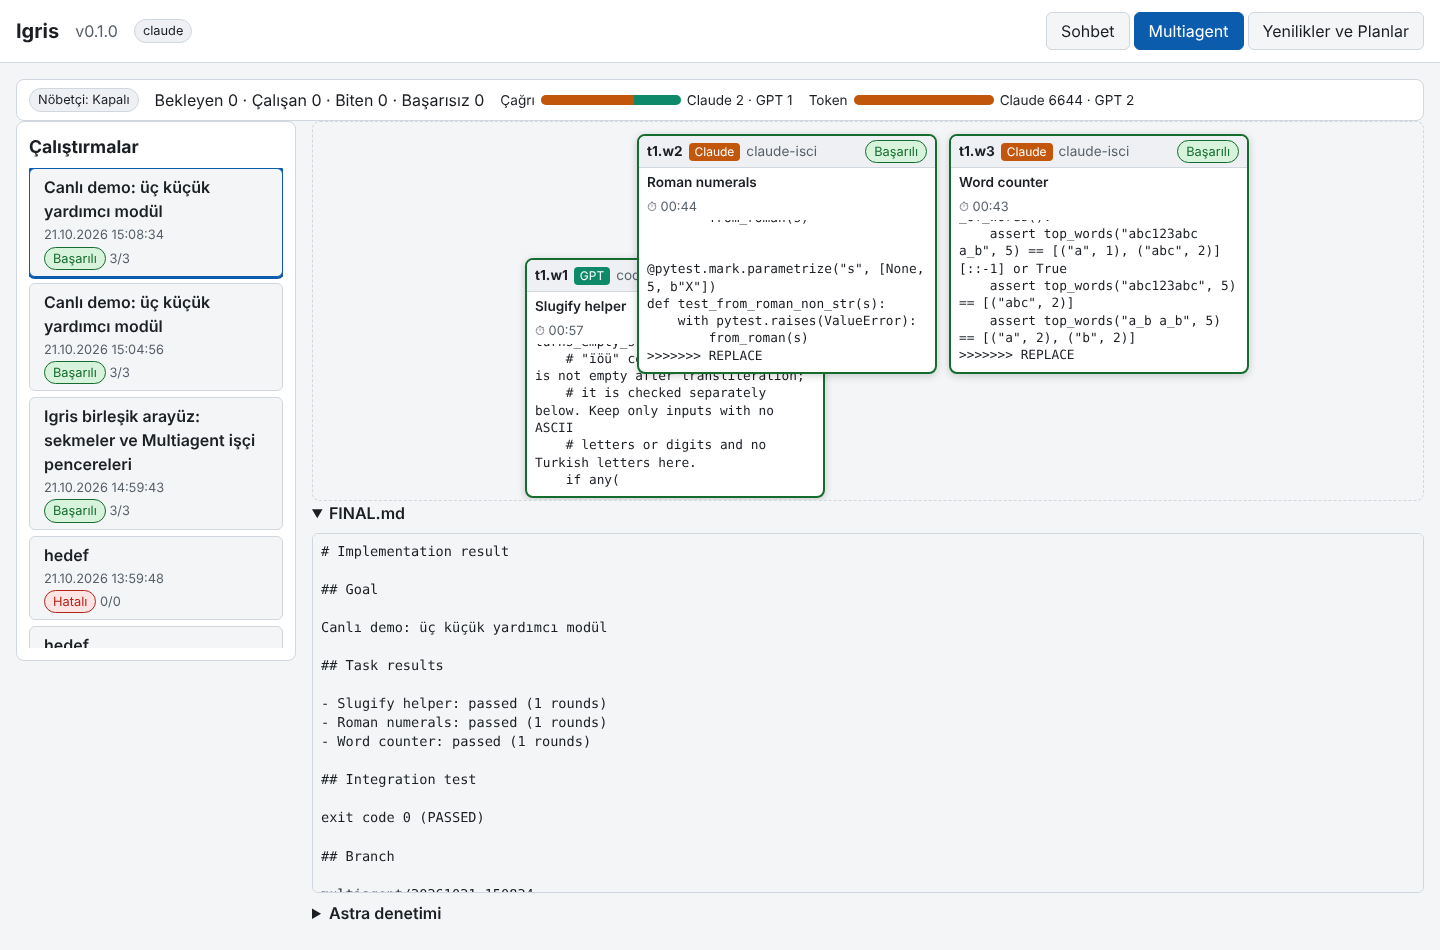 Igris v0.1.0 claude
Sohbet Multiagent Yenilikler ve Planlar
Nöbetçi: Kapalı Bekleyen 0 · Çalışan 0 · Biten 0 · Başarısız 0 Çağrı Claude 2 · GPT 1 Token Claude 6644 · GPT 2
Çalıştırmalar
Canlı demo: üç küçük
yardımcı modül
21.10.2026 15:08:34
Başarılı 3/3
Canlı demo: üç küçük
yardımcı modül
21.10.2026 15:04:56
Başarılı 3/3
Igris birleşik arayüz:
sekmeler ve Multiagent işçi
pencereleri
21.10.2026 14:59:43
Başarılı 3/3
hedef
21.10.2026 13:59:48
Hatalı 0/0
hedef
t1.w1 GPT
Slugify helper
00:57
# "ïöü"
is not empty after transliteration;
# it is checked separately
below. Keep only inputs with no
ASCII
# letters or digits and no
Turkish letters here.
if any(
t1.w2 Claude claude-isci Başarılı
Roman numerals
00:44
from_roman(s)
@pytest.mark.parametrize("s", [None,
5, b"X"])
def test_from_roman_non_str(s):
with pytest.raises(ValueError):
from_roman(s)
>>>>>>> REPLACE
t1.w3 Claude claude-isci Başarılı
Word counter
00:43
assert top_words("abc123abc
a_b", 5) == [("a", 1), ("abc", 2)]
[::-1] or True
assert top_words("abc123abc", 5)
== [("abc", 2)]
assert top_words("a_b a_b", 5)
== [("a", 2), ("b", 2)]
>>>>>>> REPLACE
FINAL.md
# Implementation result
## Goal
Canlı demo: üç küçük yardımcı modül
## Task results
- Slugify helper: passed (1 rounds)
- Roman numerals: passed (1 rounds)
- Word counter: passed (1 rounds)
## Integration test
exit code 0 (PASSED)
## Branch
Astra denetimi